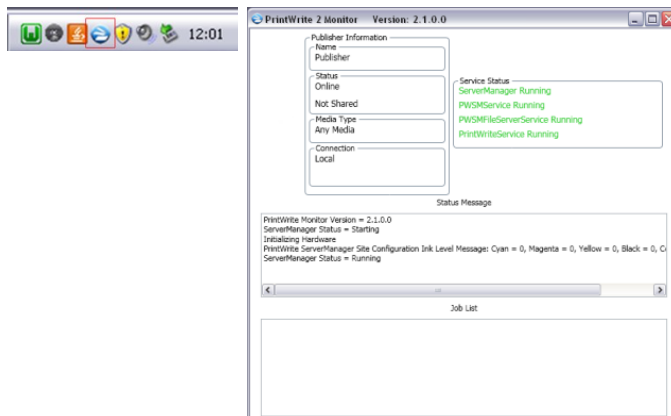 12:01
PrintWrite 2 Monitor Version: 2.1.0.0
Publisher Information
Name
Publisher
Status
Online
Not Shared
Media Type
Any Media
Connection
Local
Service Status
ServerManager Running
PWSMService Running
PWSMFileServerService Running
PrintWriteService Running
Status Message
PrintWrite Monitor Version = 2.1.0.0
ServerManager Status = Starting
Initializing Hardware
PrintWrite ServerManager Site Configuration Ink Level Message: Cyan = 0, Magenta = 0, Yellow = 0, Black = 0,
ServerManager Status = Running
Job List